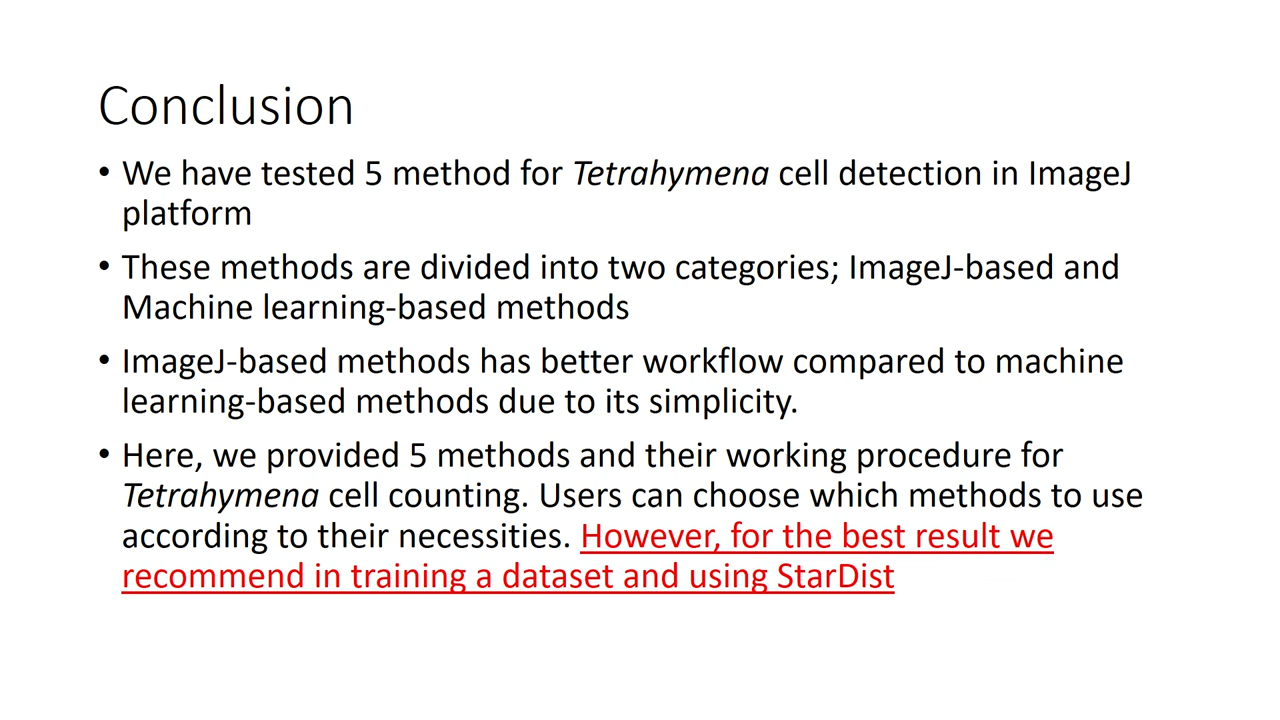 Conclusion
• We have tested 5 method for Tetrahymena cell detection in ImageJ
platform
• These methods are divided into two categories; ImageJ-based and
Machine learning-based methods
• ImageJ-based methods has better workflow compared to machine
learning-based methods due to its simplicity.
• Here, we provided 5 methods and their working procedure for
Tetrahymena cell counting. Users can choose which methods to use
according to their necessities. However, for the best result we
recommend in training a dataset and using StarDist